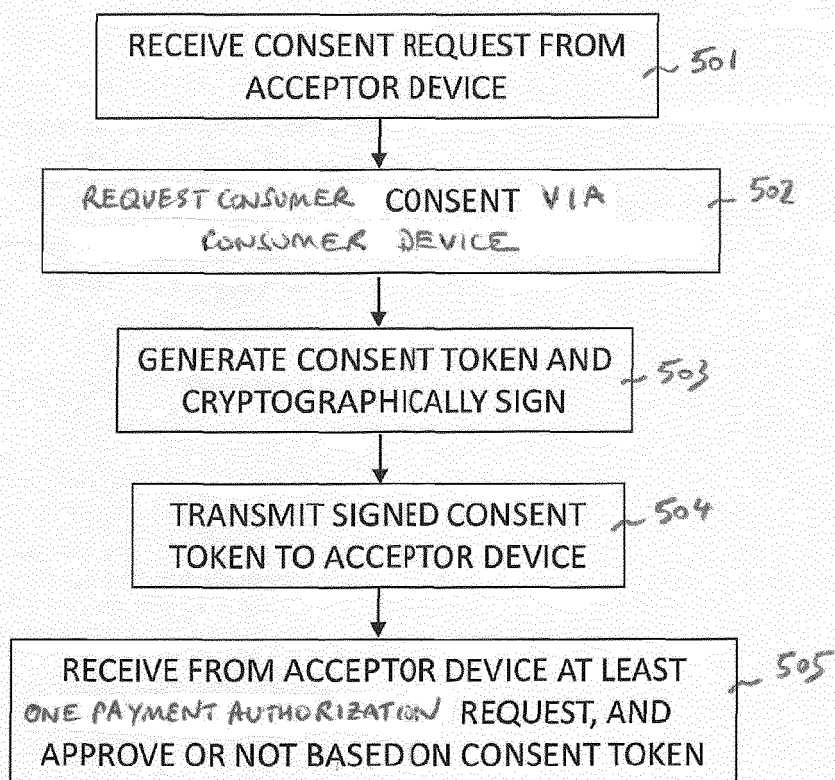 RECEIVE CONSENT REQUEST FROM
ACCEPTOR DEVICE
501
REQUEST CONSUMER CONSENT VIA
CONSUMER DEVICE
502
GENERATE CONSENT TOKEN AND
CRYPTOGRAPHICALLY SIGN
503
TRANSMIT SIGNED CONSENT
TOKEN TO ACCEPTOR DEVICE
504
RECEIVE FROM ACCEPTOR DEVICE AT LEAST
ONE PAYMENT AUTHORIZATION REQUEST, AND
APPROVE OR NOT BASED ON CONSENT TOKEN
505